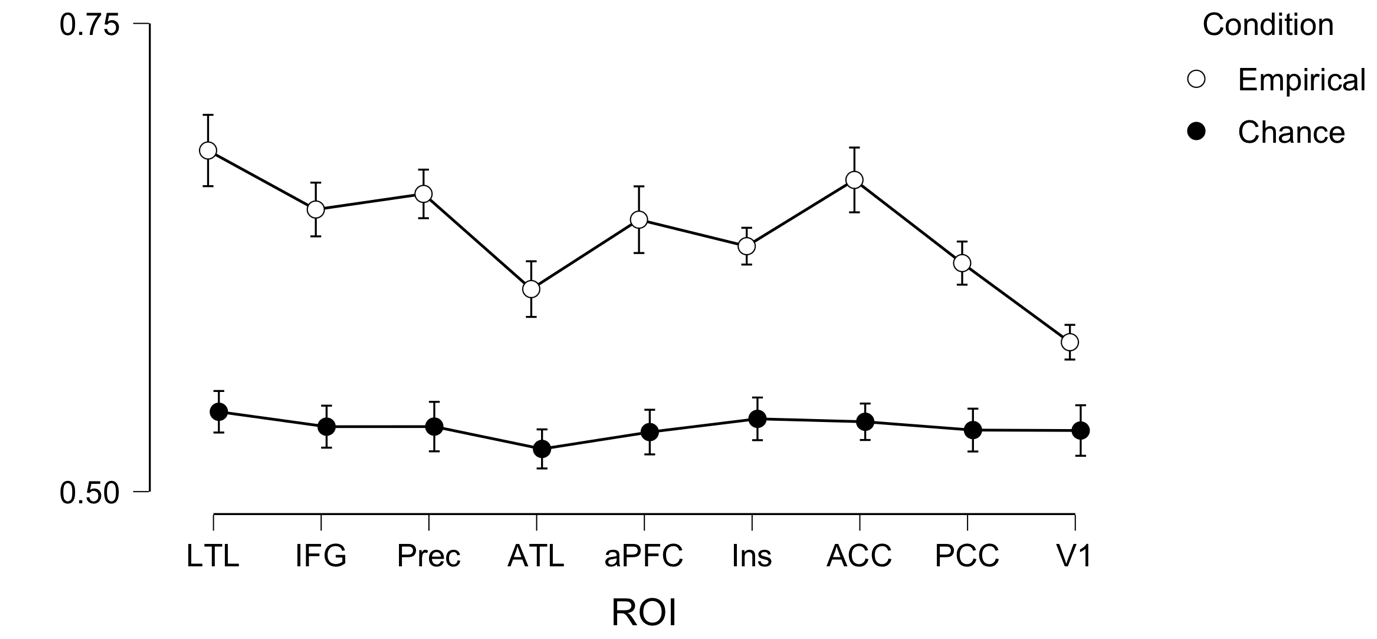 0.75
0.50
LTL IFG Prec ATL aPFC Ins ACC PCC V1
ROI
Condition
Empirical
Chance